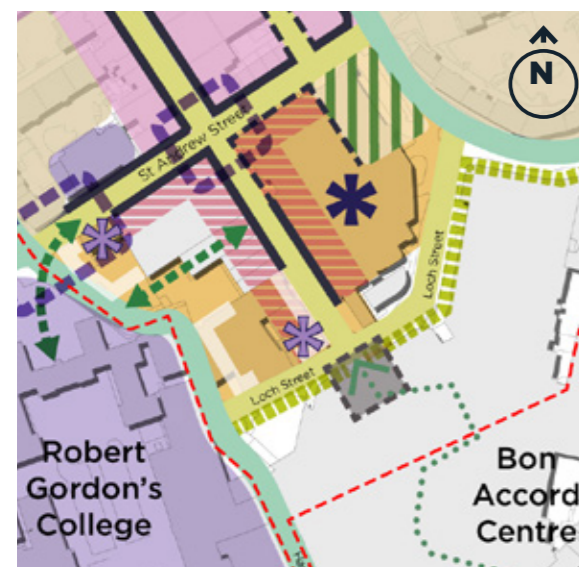 N
St Andrew Street
Loch Street
Loch Street
Robert
Gordon's
College
Bon
Accord
Centre